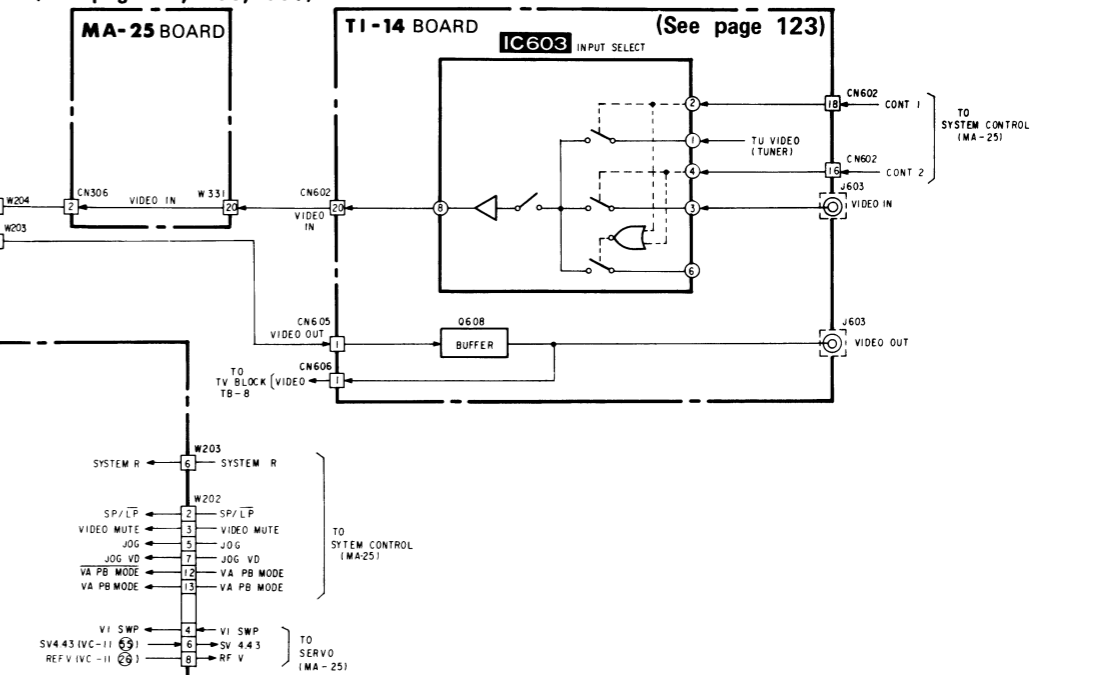 MA-25 BOARD
TI-14 BOARD
(See page 123)
IC603 INPUT SELECT
CN602
18
CONT 1
TO
SYSTEM CONTROL
(MA-25)
2
1
TU VIDEO
(TUNER)
4
CN602
16
CONT 2
J603
VIDEO IN
3
6
8
W204
2
CN306
VIDEO IN
W331
20
CN602
20
VIDEO
IN
W203
CN605
VIDEO OUT
1
Q608
BUFFER
J603
VIDEO OUT
CN606
1
TO
TV BLOCK
TB-8
VIDEO
W203
SYSTEM R
6
SYSTEM R
W202
SP/LP
2
SP/LP
VIDEO MUTE
3
VIDEO MUTE
JOG
5
JOG
JOG VD
7
JOG VD
VA PB MODE
12
VA PB MODE
VA PB MODE
13
VA PB MODE
TO
SYTEM CONTROL
(MA-25)
VI SWP
4
VI SWP
SV4.43 (VC-11 55)
6
SV 4.43
REFV (VC-11 26)
8
RF V
TO
SERVO
(MA-25)